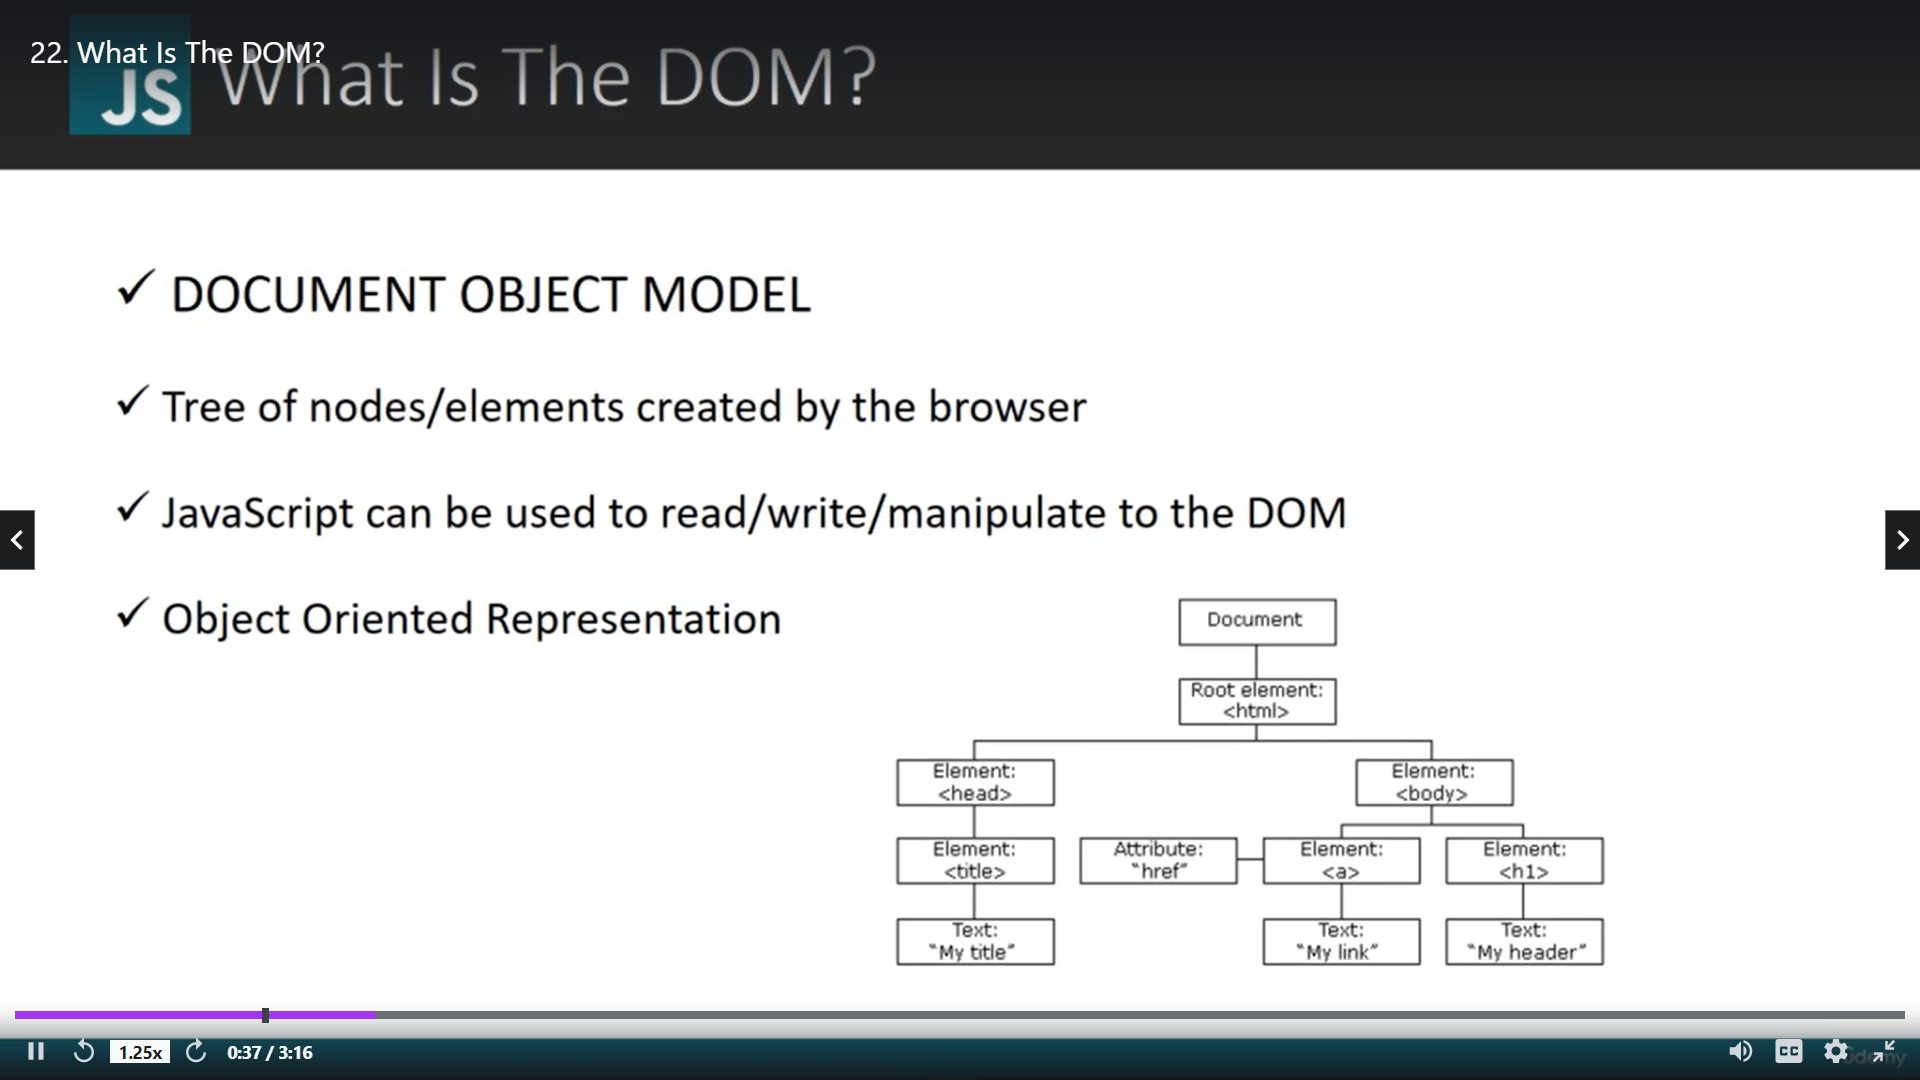 22. What Is The DOM?
JS What Is The DOM?
✓ DOCUMENT OBJECT MODEL
✓ Tree of nodes/elements created by the browser
✓ JavaScript can be used to read/write/manipulate to the DOM
✓ Object Oriented Representation
Document
Root element:
<html>
Element:
<head>
Element:
<body>
Element:
<title>
Attribute:
"href"
Element:
<a>
Element:
<h1>
Text:
"My title"
Text:
"My link"
Text:
"My header"
1.25x
0:37 / 3:16
CC
Udemy